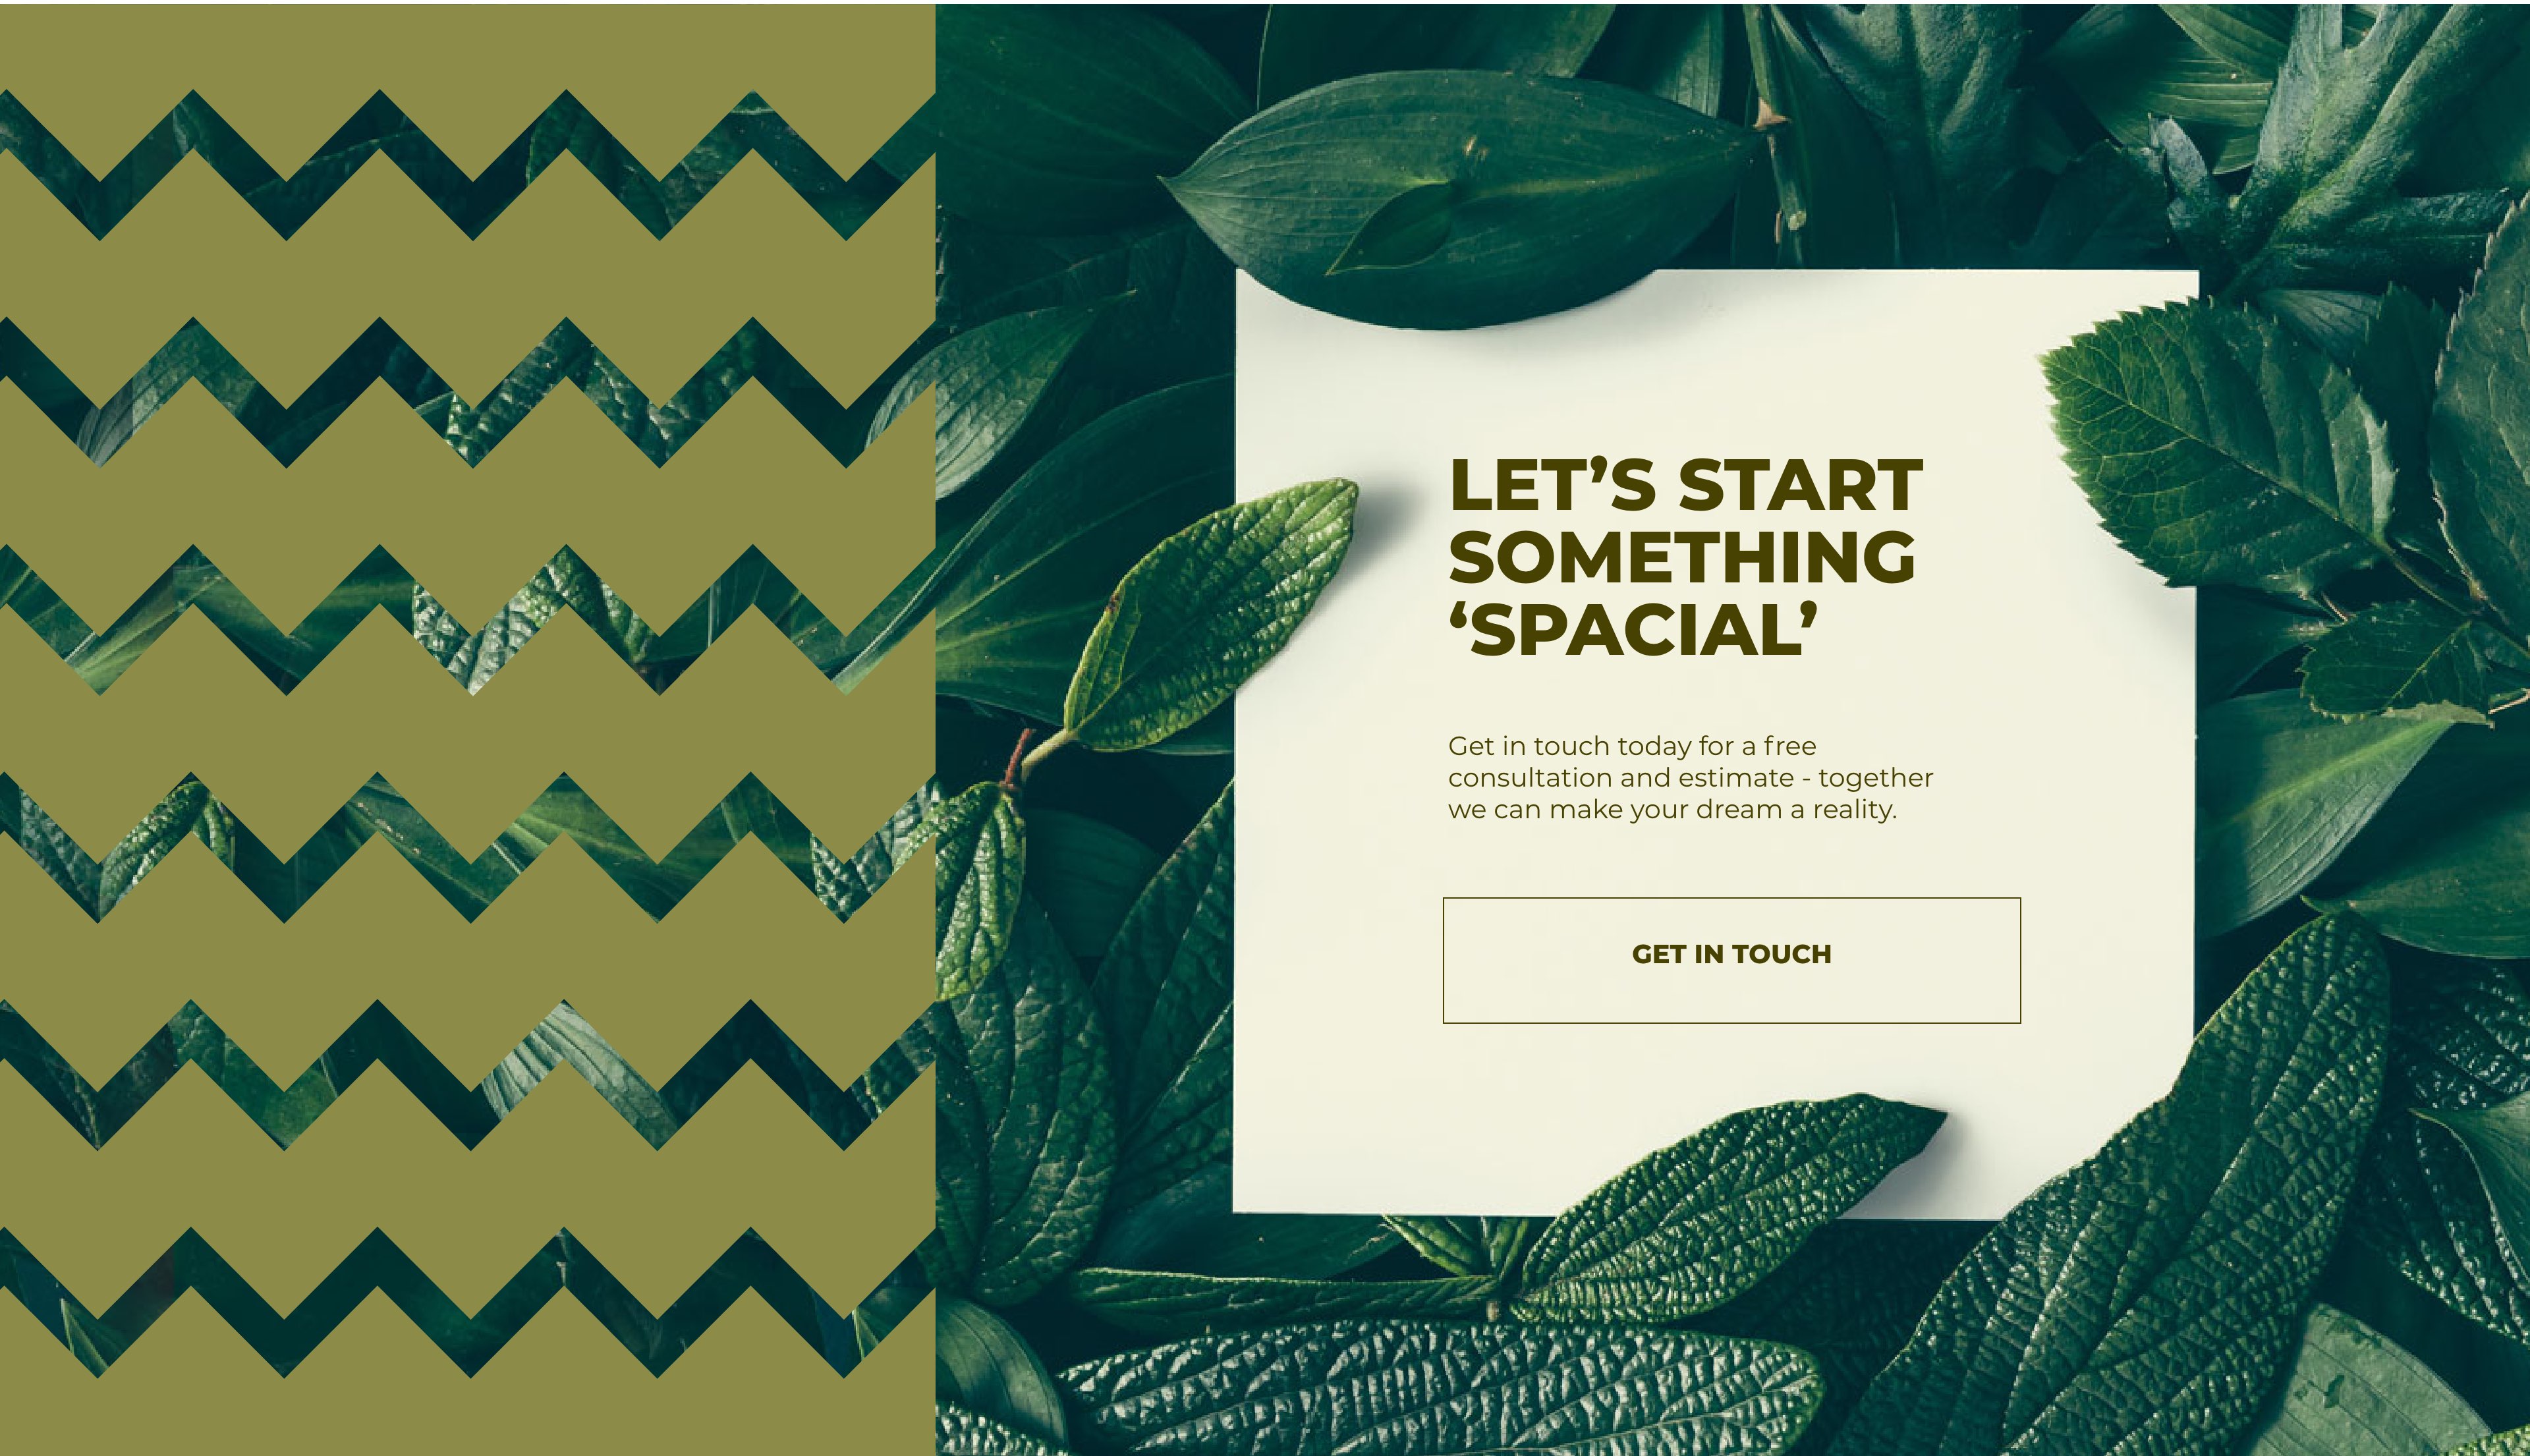 LET’S START
SOMETHING
‘SPACIAL’
Get in touch today for a free
consultation and estimate - together
we can make your dream a reality.
GET IN TOUCH